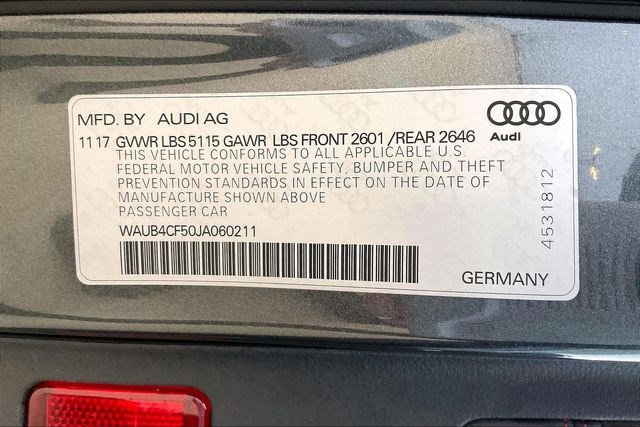 MFD. BY AUDI AG
Audi
11 17 GVWR LBS 5115 GAWR LBS FRONT 2601 /REAR 2646
THIS VEHICLE CONFORMS TO ALL APPLICABLE U.S.
FEDERAL MOTOR VEHICLE SAFETY, BUMPER AND THEFT
PREVENTION STANDARDS IN EFFECT ON THE DATE OF
MANUFACTURE SHOWN ABOVE
PASSENGER CAR
WAUB4CF50JA060211
4531812
GERMANY